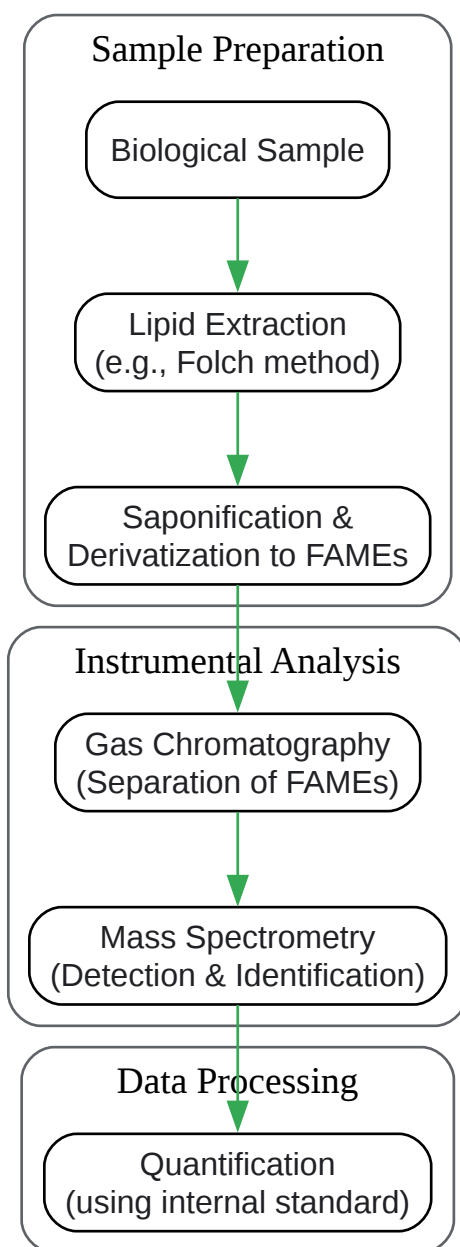 Sample Preparation
Biological Sample
Lipid Extraction
(e.g., Folch method)
Saponification &
Derivatization to FAMEs
Instrumental Analysis
Gas Chromatography
(Separation of FAMEs)
Mass Spectrometry
(Detection & Identification)
Data Processing
Quantification
(using internal standard)